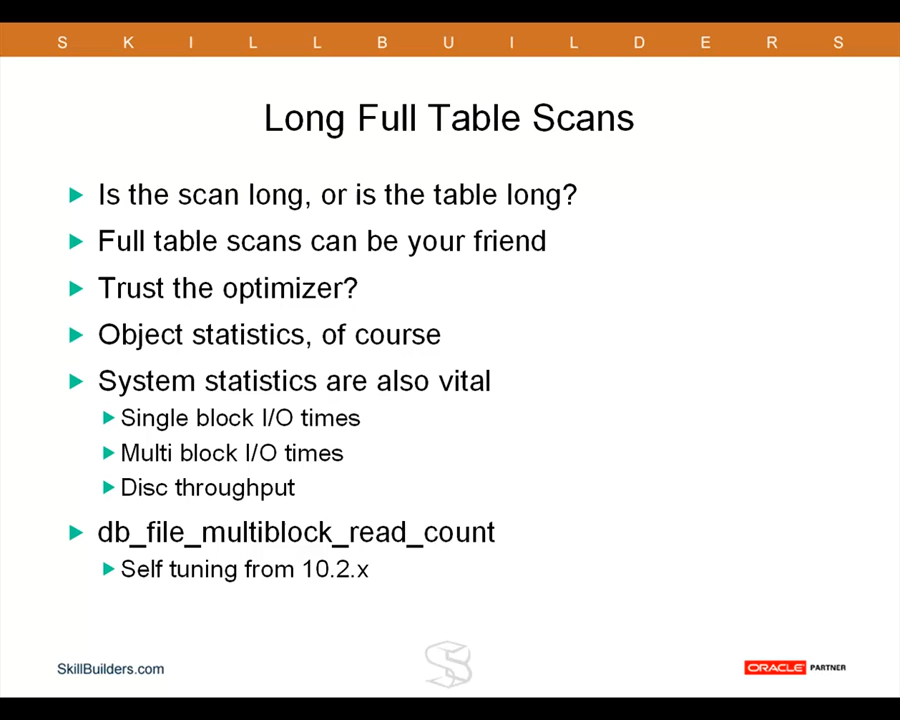 S K I L L B U I L D E R S
Long Full Table Scans
Is the scan long, or is the table long?
Full table scans can be your friend
Trust the optimizer?
Object statistics, of course
System statistics are also vital
Single block I/O times
Multi block I/O times
Disc throughput
db_file_multiblock_read_count
Self tuning from 10.2.x
SkillBuilders.com
ORACLE PARTNER